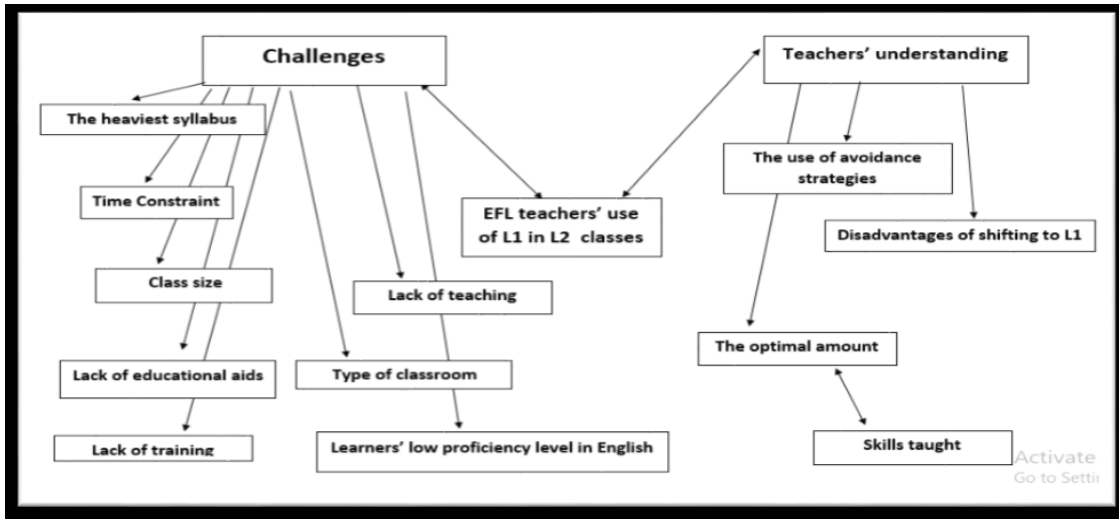 Challenges
Teachers’ understanding
The heaviest syllabus
The use of avoidance
strategies
Time Constraint
EFL teachers’ use
of L1 in L2 classes
Disadvantages of shifting to L1
Class size
Lack of teaching
The optimal amount
Lack of educational aids
Type of classroom
Lack of training
Learners’ low proficiency level in English
Skills taught
Activate
Go to Settin